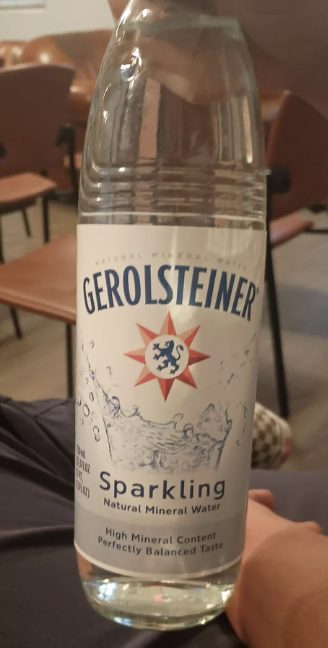 NATURAL MINERAL WATER
GEROLSTEINER®
Sparkling
Natural Mineral Water
High Mineral Content
Perfectly Balanced Taste